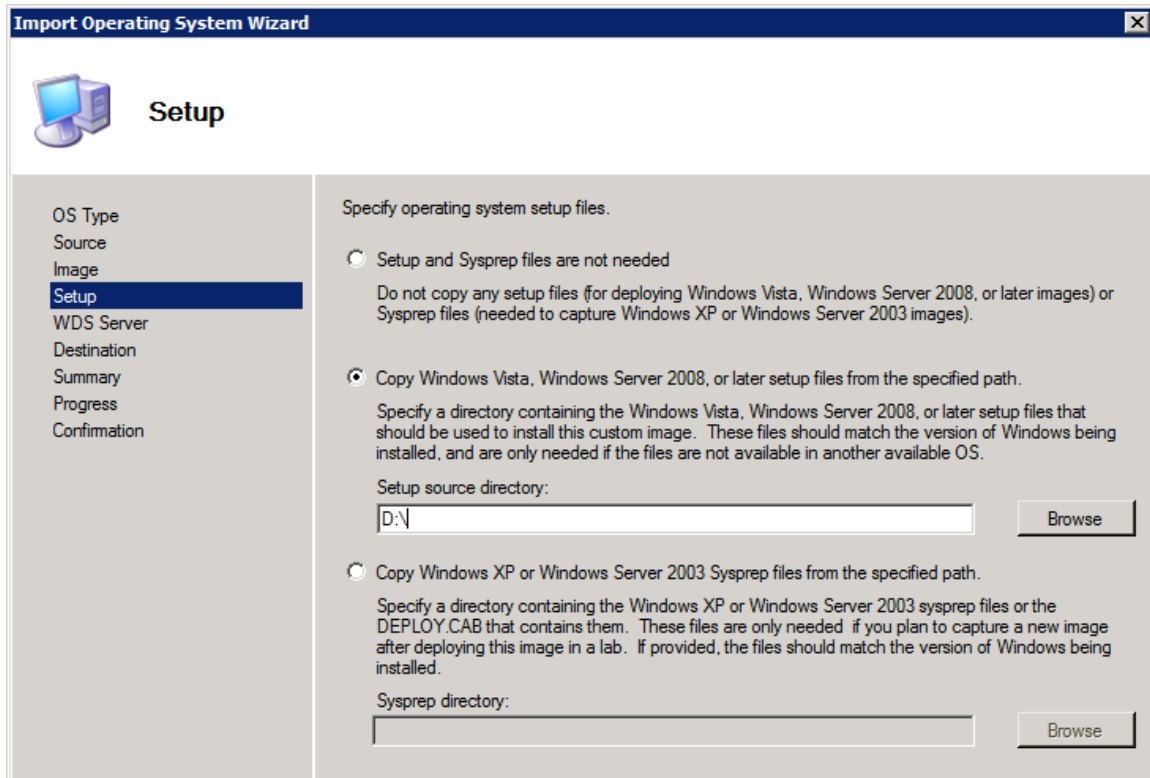 Import Operating System Wizard
Setup
OS Type
Source
Image
Setup
WDS Server
Destination
Summary
Progress
Confirmation
Specify operating system setup files.
Setup and Sysprep files are not needed
Do not copy any setup files (for deploying Windows Vista, Windows Server 2008, or later images) or
Sysprep files (needed to capture Windows XP or Windows Server 2003 images).
Copy Windows Vista, Windows Server 2008, or later setup files from the specified path.
Specify a directory containing the Windows Vista, Windows Server 2008, or later setup files that
should be used to install this custom image. These files should match the version of Windows being
installed, and are only needed if the files are not available in another available OS.
Setup source directory:
D:\
Browse
Copy Windows XP or Windows Server 2003 Sysprep files from the specified path.
Specify a directory containing the Windows XP or Windows Server 2003 sysprep files or the
DEPLOY.CAB that contains them. These files are only needed if you plan to capture a new image
after deploying this image in a lab. If provided, the files should match the version of Windows being
installed.
Sysprep directory:
Browse